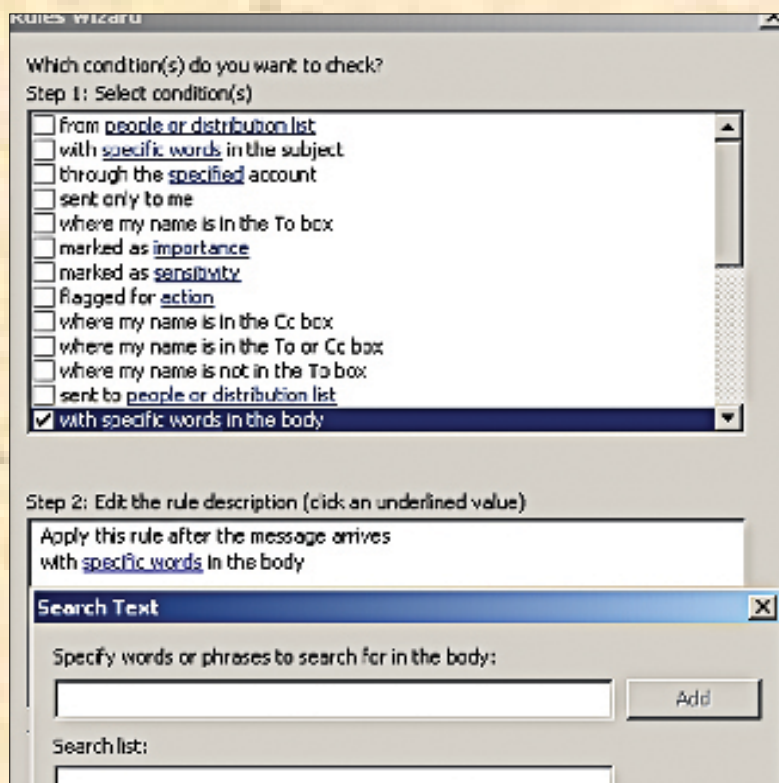 Rules Wizard
Which condition(s) do you want to check?
Step 1: Select condition(s)
from people or distribution list
with specific words in the subject
through the specified account
sent only to me
where my name is in the To box
marked as importance
marked as sensitivity
flagged for action
where my name is in the Cc box
where my name is in the To or Cc box
where my name is not in the To box
sent to people or distribution list
with specific words in the body
Step 2: Edit the rule description (click an underlined value)
Apply this rule after the message arrives
with specific words in the body
Search Text
Specify words or phrases to search for in the body:
Add
Search list: